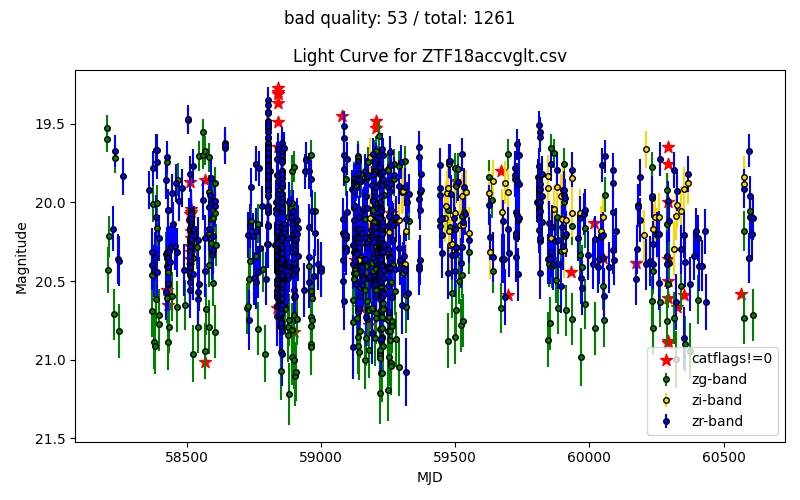 bad quality: 53 / total: 1261
Light Curve for ZTF18accvglt.csv
19.5
20.0
20.5
21.0
21.5
Magnitude
58500
59000
59500
60000
60500
MJD
catflags!=0
zg-band
zi-band
zr-band